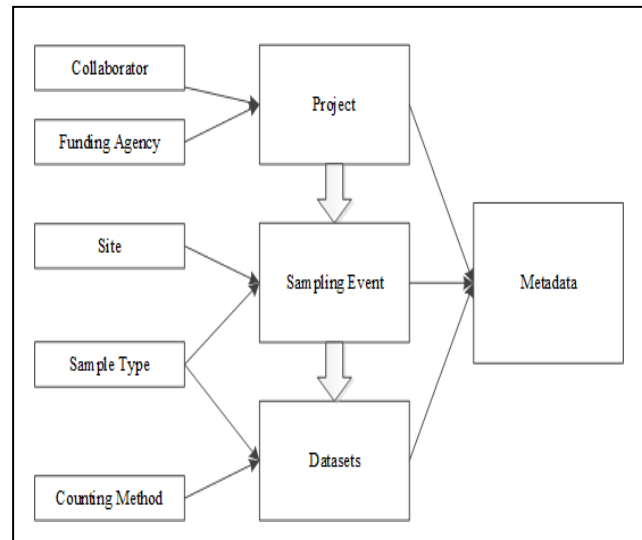 Collaborator
Project
Funding Agency
Site
Sampling Event
Metadata
Sample Type
Datasets
Counting Method